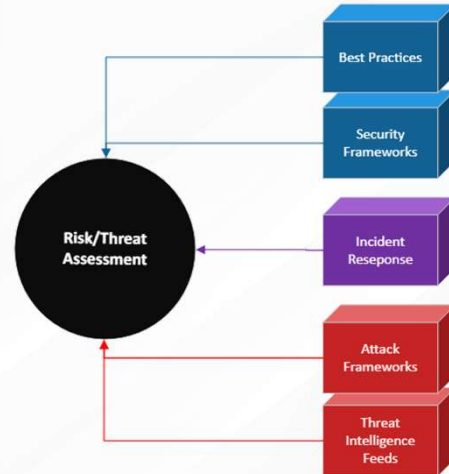 Best Practices
Security
Frameworks
Risk/Threat
Assessment
Incident
Reseponse
Attack
Frameworks
Threat
Intelligence
Feeds